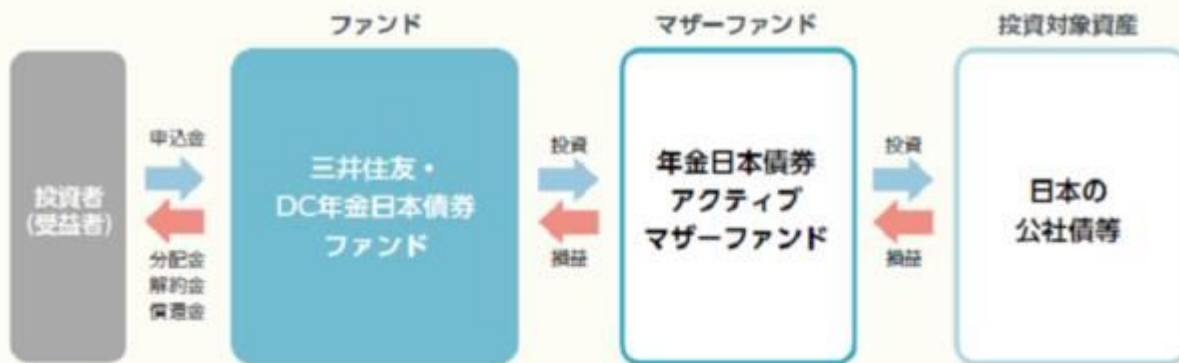 ファンド
マザーファンド
投資対象資産
投資者
(受益者)
申込金
分配金
解約金
償還金
三井住友・
DC年金日本債券
ファンド
投資
損益
年金日本債券
アクティブ
マザーファンド
投資
損益
日本の
公社債等